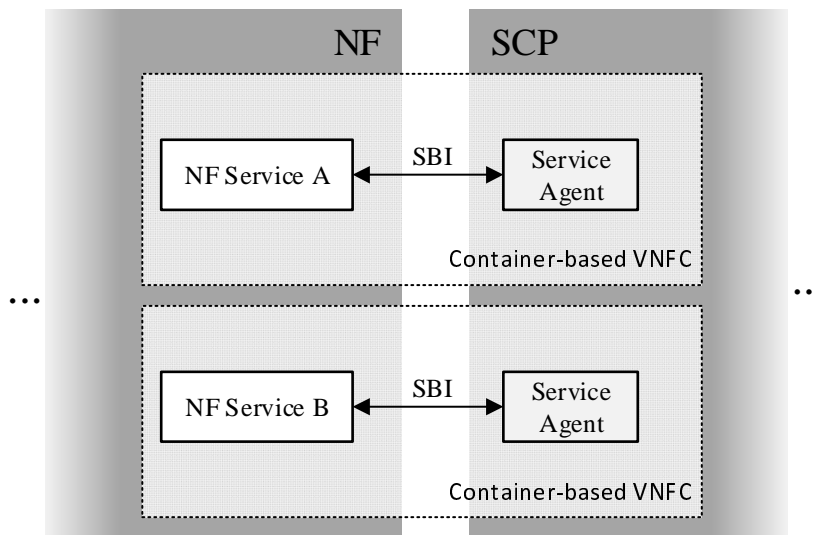 NF SCP
NF Service A
SBI
Service
Agent
Container-based VNFC
...
..
NF Service B
SBI
Service
Agent
Container-based VNFC